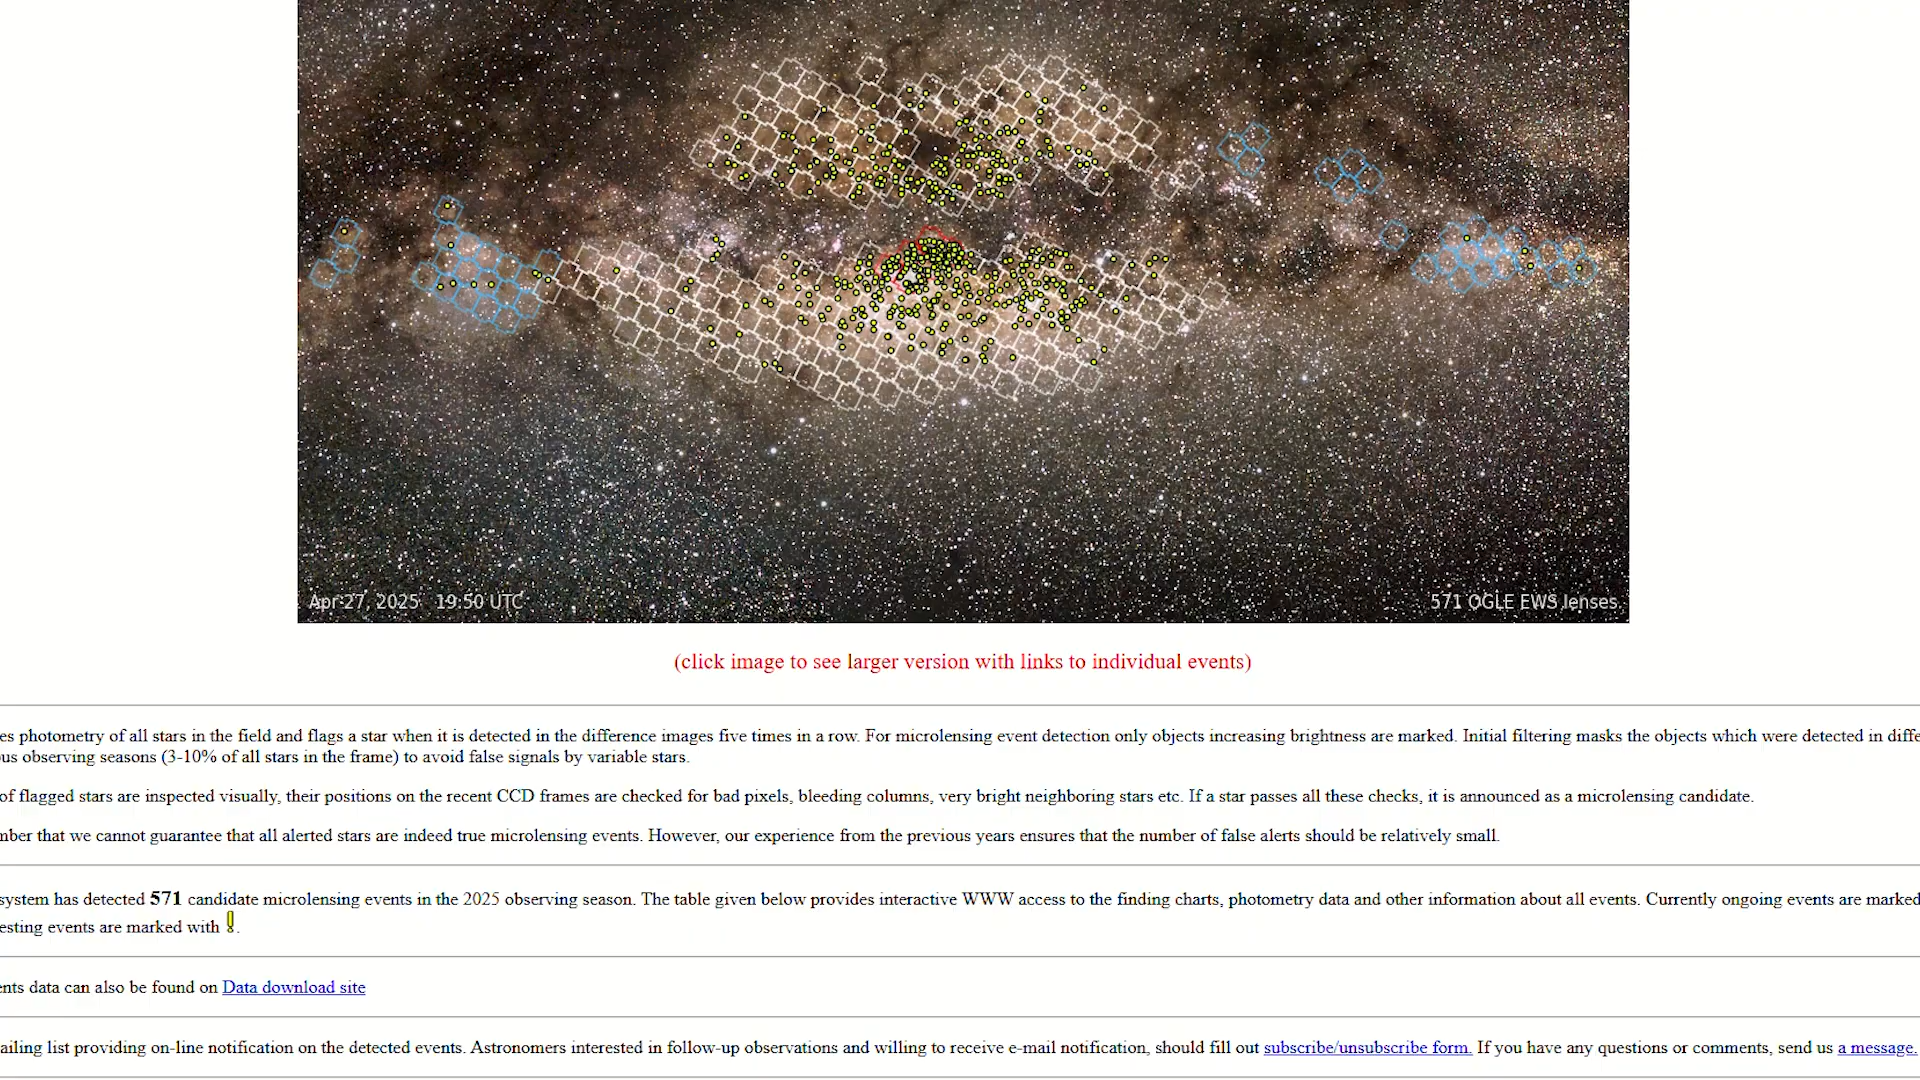 Apr 27, 2025 19:50 UTC
571 OGLE EWS lenses
(click image to see larger version with links to individual events)
es photometry of all stars in the field and flags a star when it is detected in the difference images five times in a row. For microlensing event detection only objects increasing brightness are marked. Initial filtering masks the objects which were detected in diffe
us observing seasons (3-10% of all stars in the frame) to avoid false signals by variable stars.
of flagged stars are inspected visually, their positions on the recent CCD frames are checked for bad pixels, bleeding columns, very bright neighboring stars etc. If a star passes all these checks, it is announced as a microlensing candidate.
mber that we cannot guarantee that all alerted stars are indeed true microlensing events. However, our experience from the previous years ensures that the number of false alerts should be relatively small.
system has detected 571 candidate microlensing events in the 2025 observing season. The table given below provides interactive WWW access to the finding charts, photometry data and other information about all events. Currently ongoing events are marked
esting events are marked with !.
ents data can also be found on Data download site
ailing list providing on-line notification on the detected events. Astronomers interested in follow-up observations and willing to receive e-mail notification, should fill out subscribe/unsubscribe form. If you have any questions or comments, send us a message.